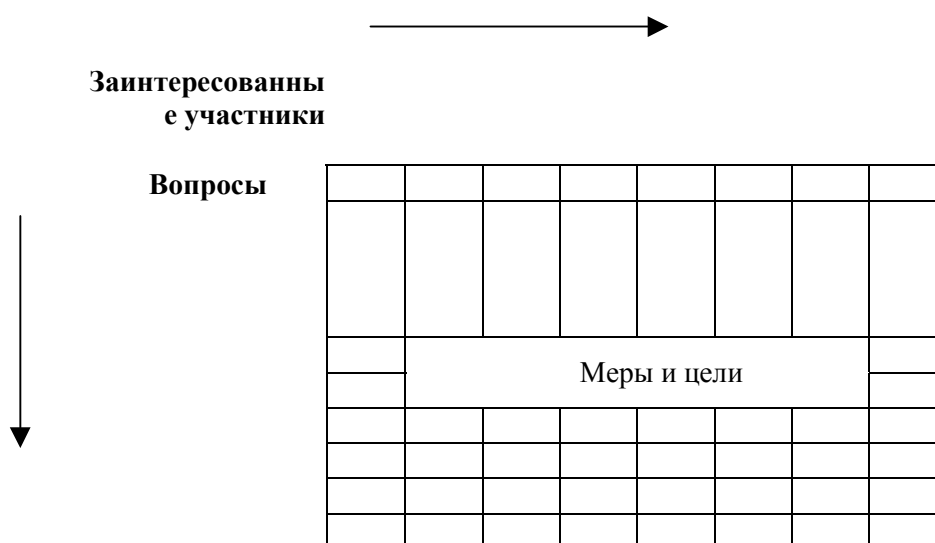 Заинтересованны
е участники
Вопросы
Меры и цели